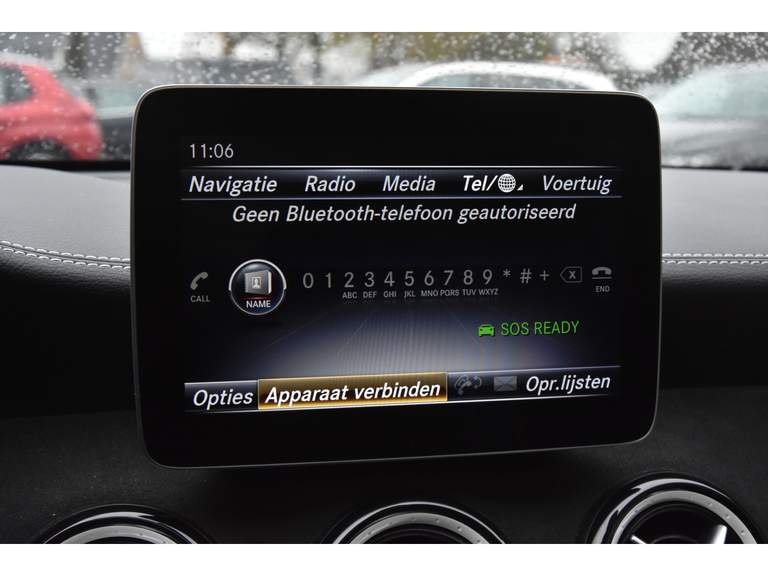 11:06
Navigatie Radio Media Tel/ Voertuig
Geen Bluetooth-telefoon geautoriseerd
CALL NAME 0 1 2 3 4 5 6 7 8 9 * # + X END
ABC DEF GHI JKL MNO PQRS TUV WXYZ
SOS READY
Opties Apparaat verbinden Opr.lijsten